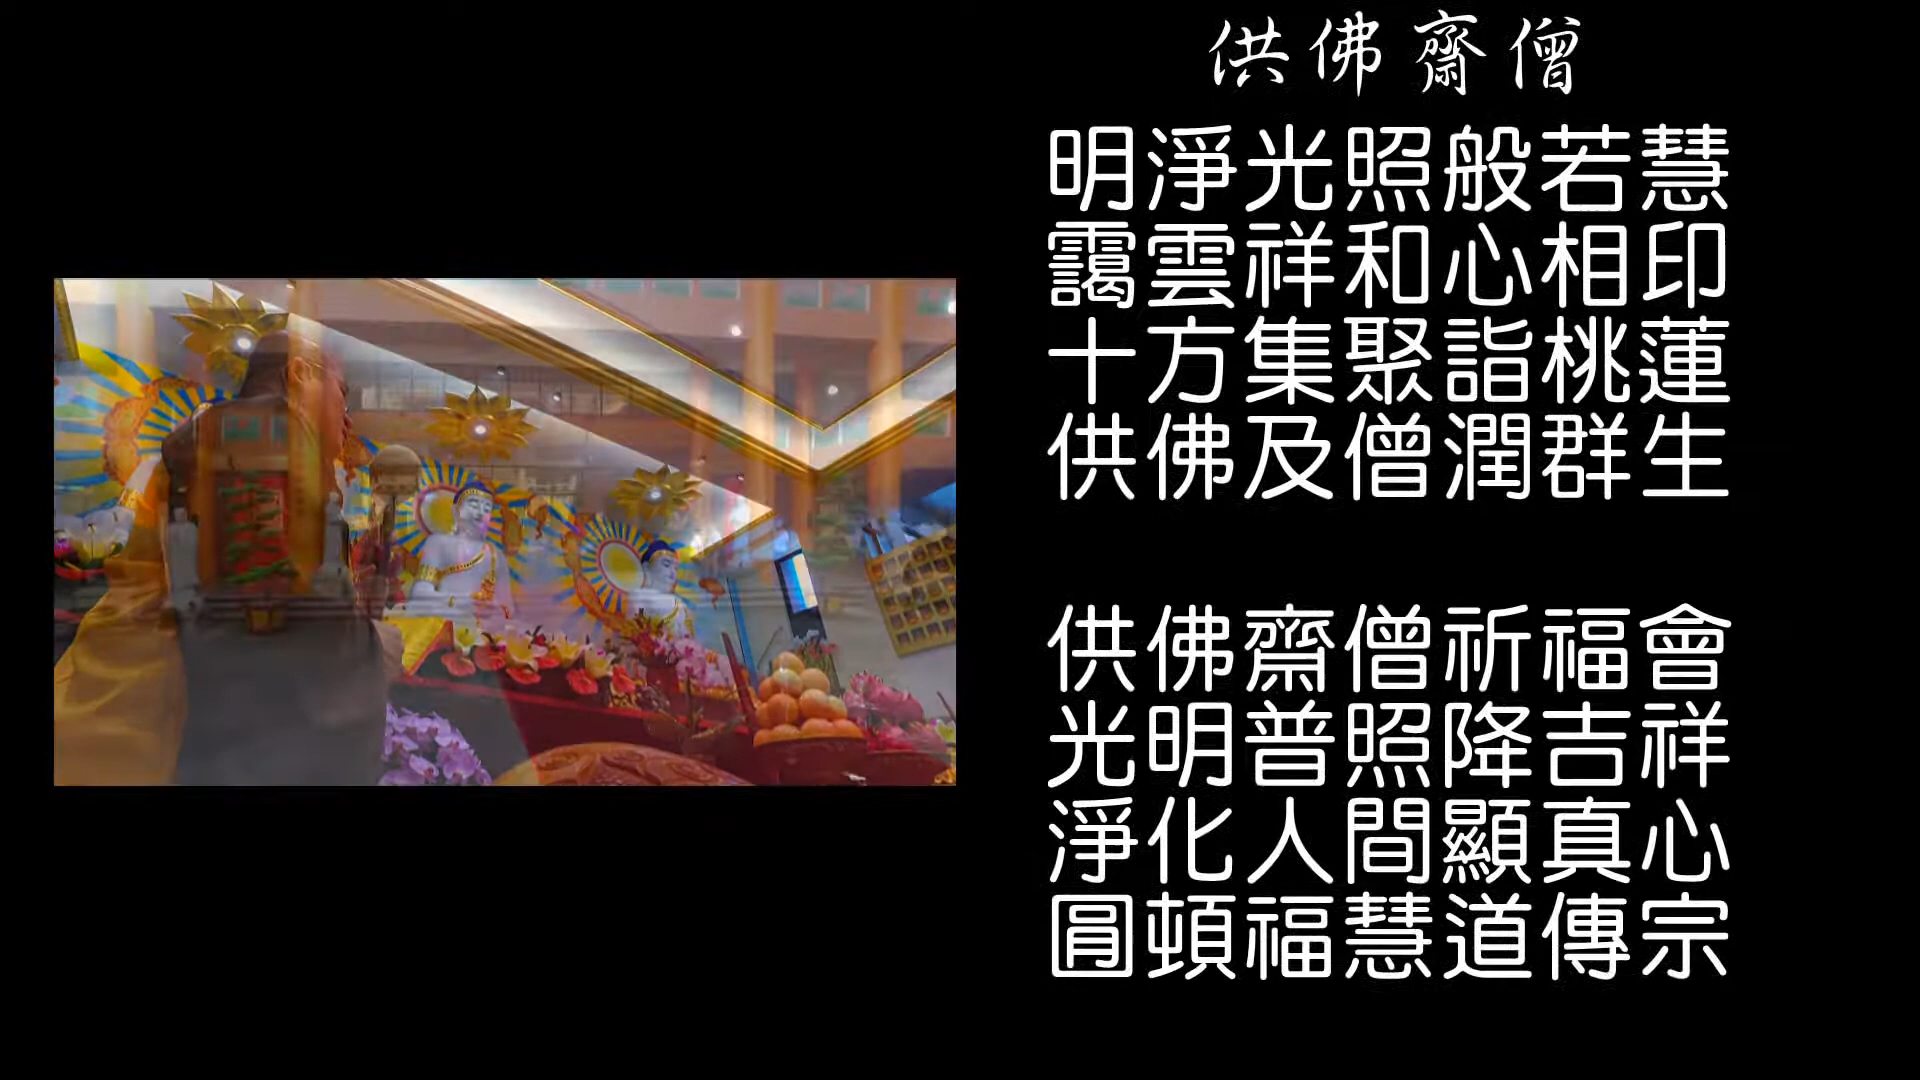 供佛齋僧
明淨光照般若慧
靄雲祥和心相印
十方集聚詣桃蓮
供佛及僧潤群生
供佛齋僧祈福會
光明普照降吉祥
淨化人間顯真心
圓頓福慧道傳宗